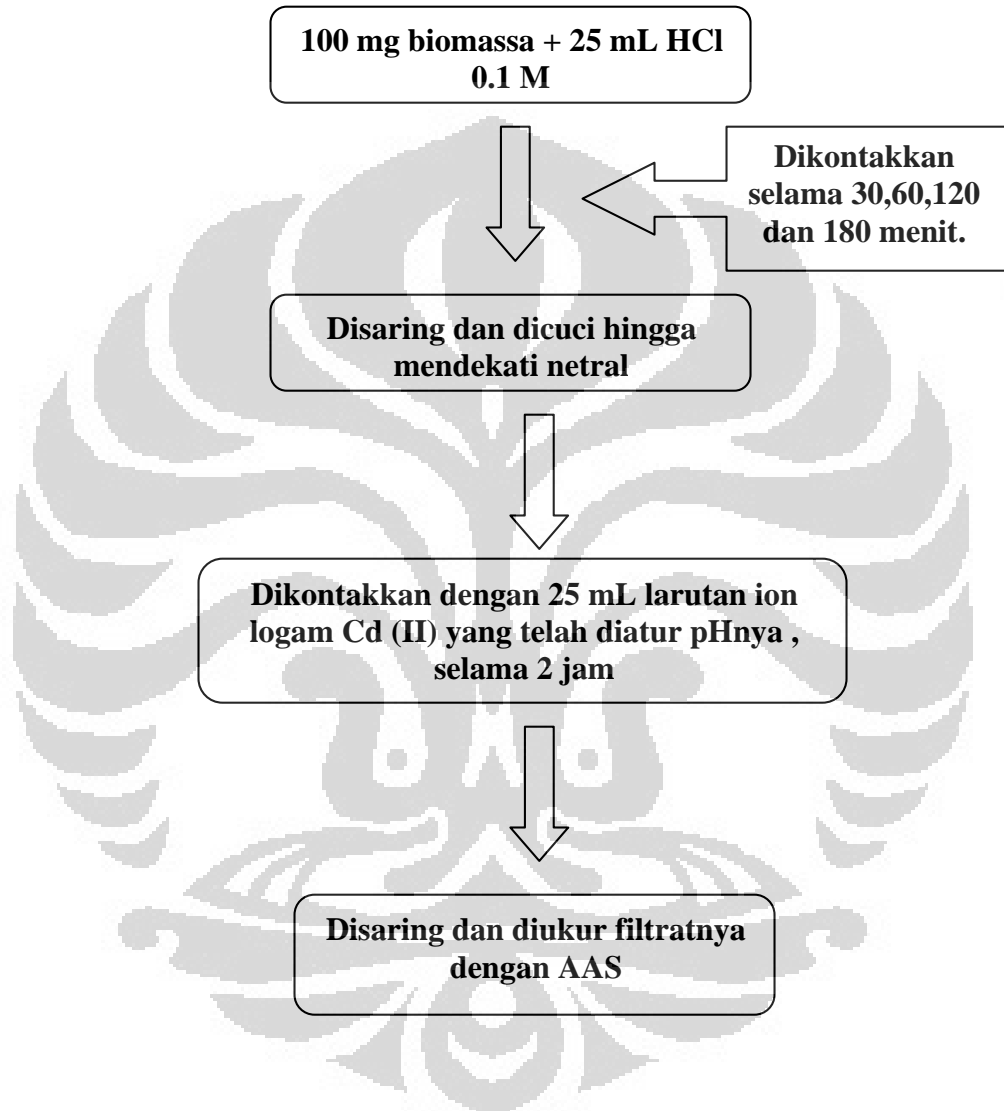 100 mg biomassa + 25 mL HCl
0.1 M
Dikontakkan
selama 30,60,120
dan 180 menit.
Disaring dan dicuci hingga
mendekati netral
Dikontakkan dengan 25 mL larutan ion
logam Cd (II) yang telah diatur pHnya ,
selama 2 jam
Disaring dan diukur filtratnya
dengan AAS